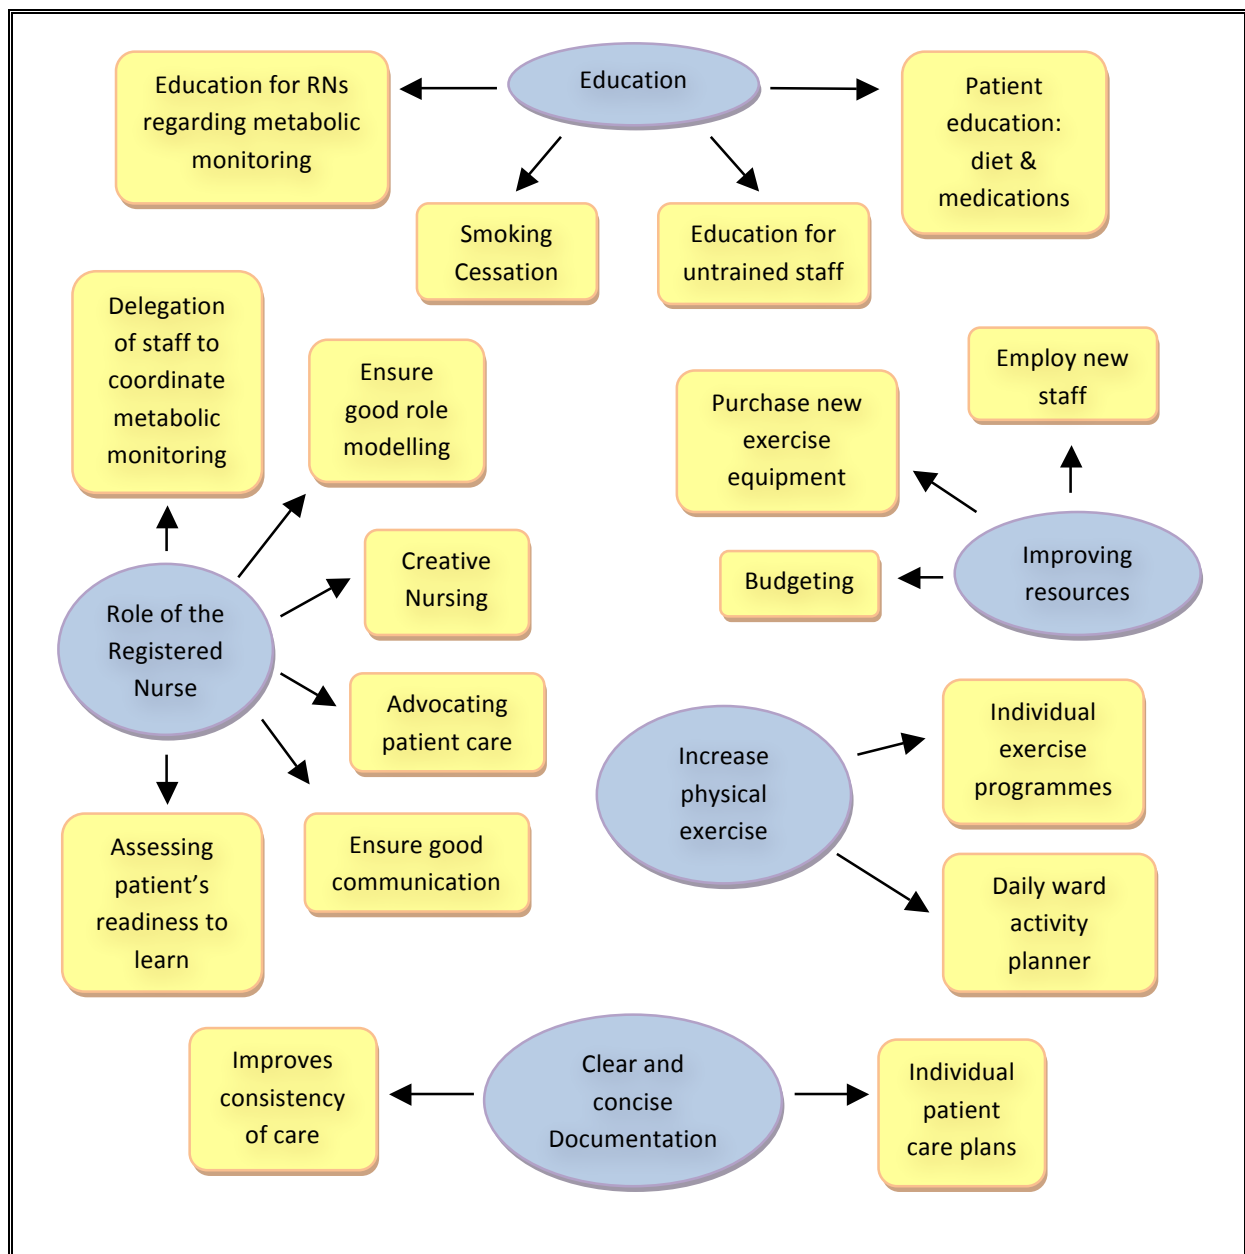 Education
Education for RNs
regarding metabolic
monitoring
Smoking
Cessation
Education for
untrained staff
Patient
education:
diet &
medications
Delegation
of staff to
coordinate
metabolic
monitoring
Ensure
good role
modelling
Creative
Nursing
Role of the
Registered
Nurse
Advocating
patient care
Ensure good
communication
Assessing
patient’s
readiness to
learn
Employ new
staff
Purchase new
exercise
equipment
Budgeting
Improving
resources
Increase
physical
exercise
Individual
exercise
programmes
Daily ward
activity
planner
Improves
consistency
of care
Clear and
concise
Documentation
Individual
patient
care plans